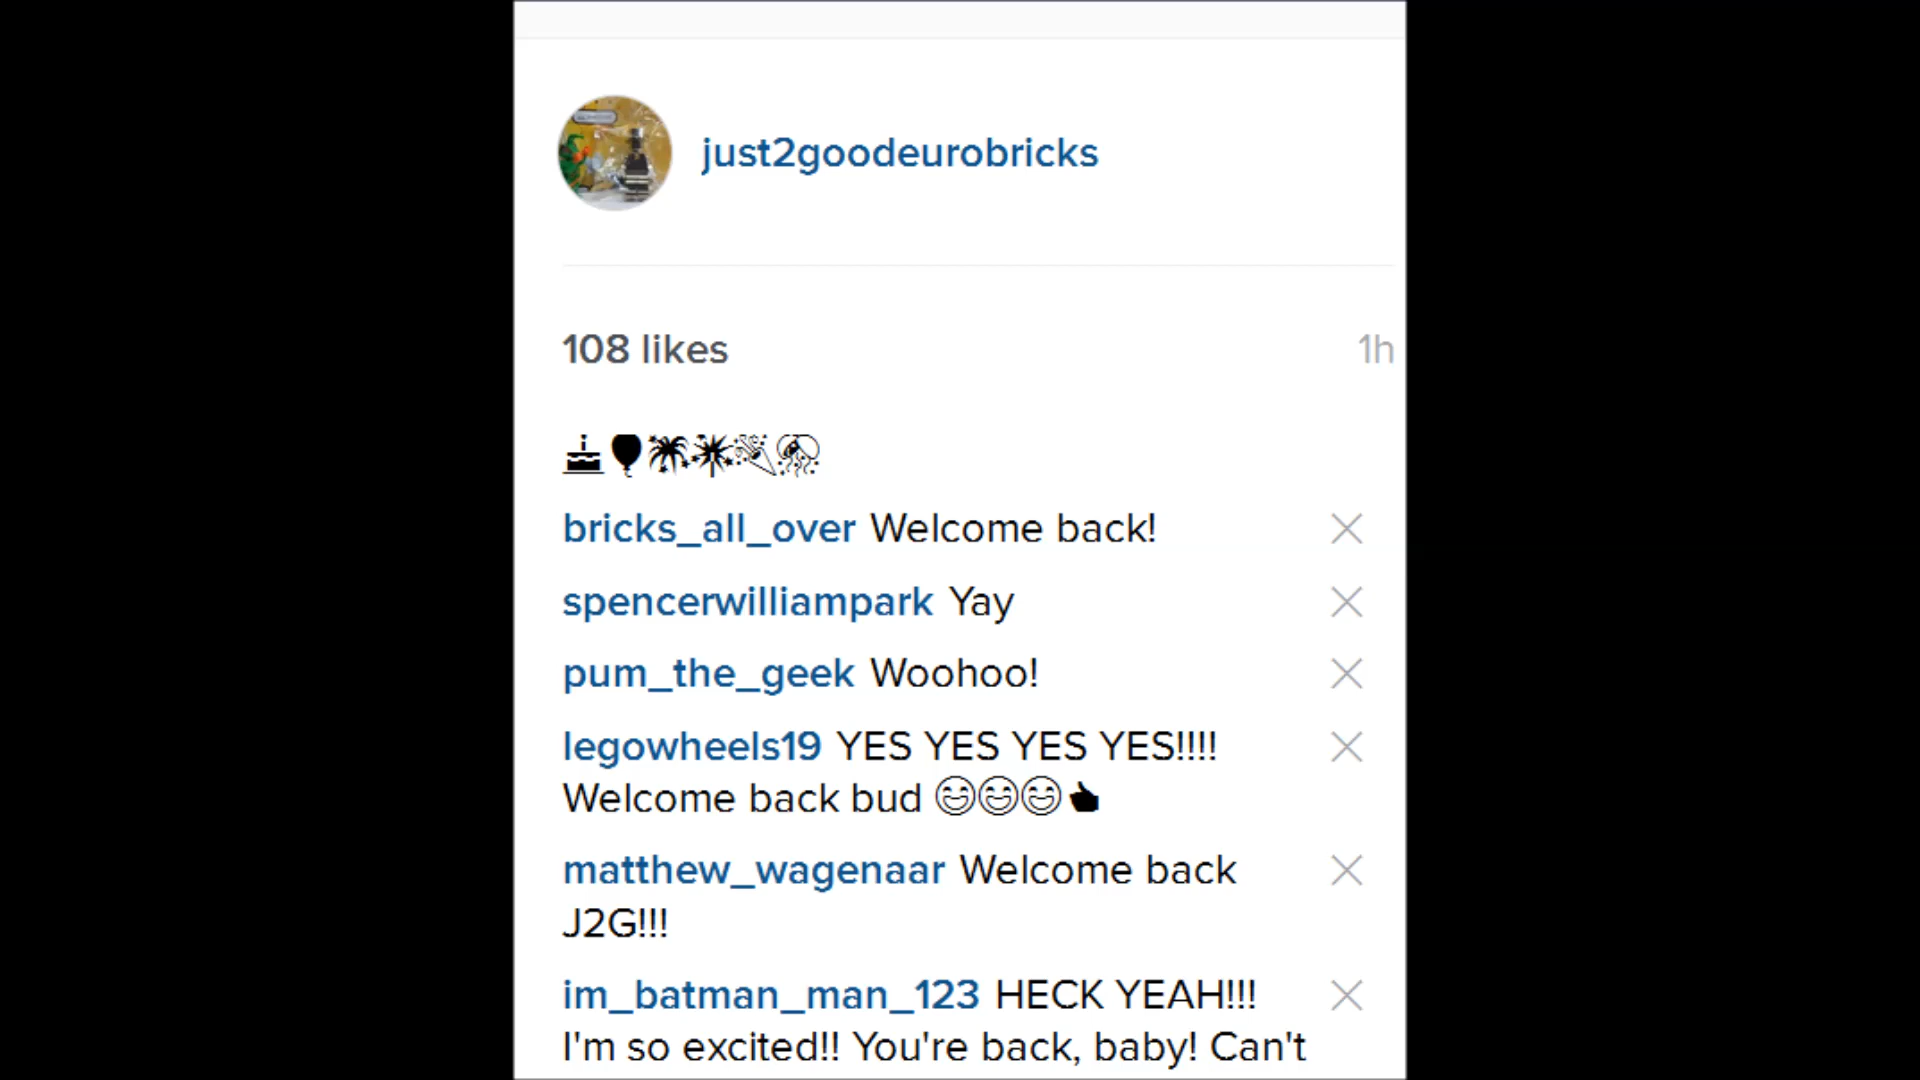 just2goodeurobricks
108 likes 1h
🎂🎈🎆🎇🎉🎊
bricks_all_over Welcome back!
spencerwilliampark Yay
pum_the_geek Woohoo!
legowheels19 YES YES YES YES!!!!
Welcome back bud 😄😄😄👍
matthew_wagenaar Welcome back
J2G!!!
im_batman_man_123 HECK YEAH!!!
I'm so excited!! You're back, baby! Can't